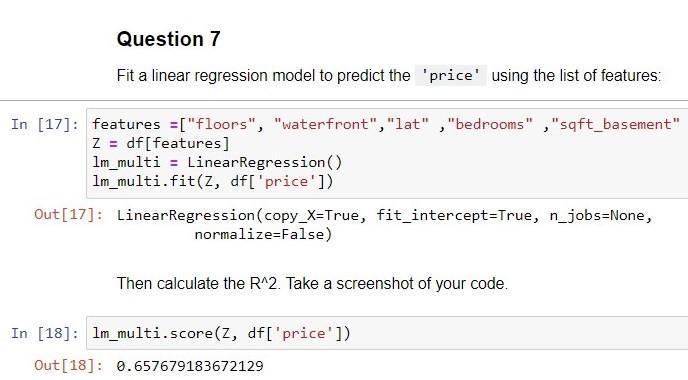 Question 7
Fit a linear regression model to predict the 'price' using the list of features:
In [17]: features =["floors", "waterfront","lat" ,"bedrooms" ,"sqft_basement"
Z = df[features]
lm_multi = LinearRegression()
lm_multi.fit(Z, df['price'])
Out[17]: LinearRegression(copy_X=True, fit_intercept=True, n_jobs=None,
normalize=False)
Then calculate the R^2. Take a screenshot of your code.
In [18]: lm_multi.score(Z, df['price'])
Out[18]: 0.657679183672129